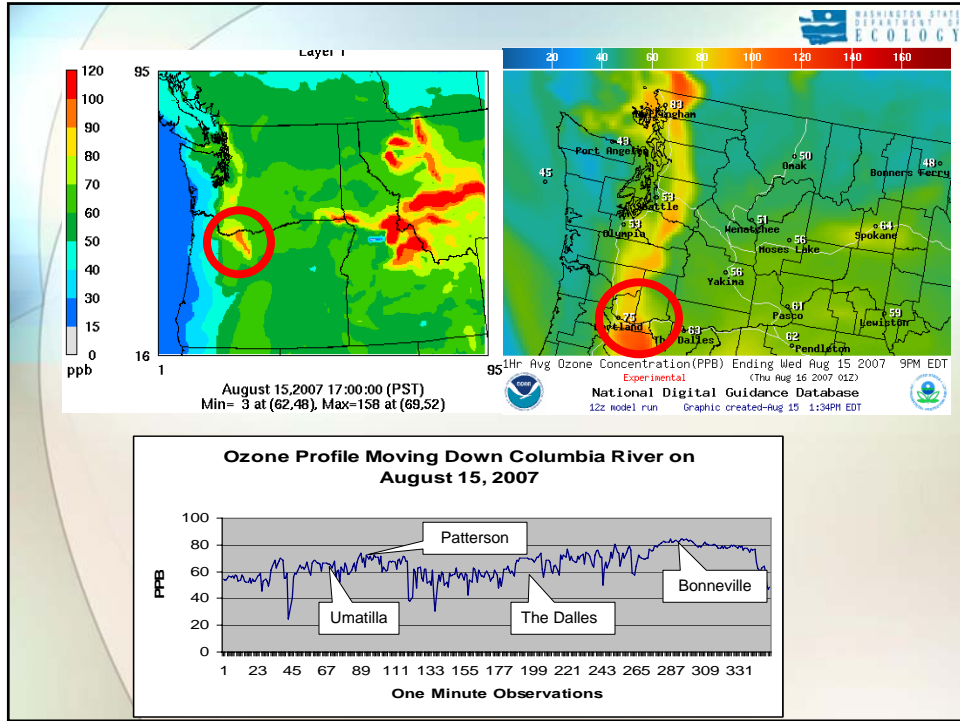 WASHINGTON STATE
DEPARTMENT OF
ECOLOGY
Layer 1
120
100
90
80
70
60
50
40
30
15
0
ppb
95
16
1
95
August 15,2007 17:00:00 (PST)
Min= 3 at (62,48), Max=158 at (69,52)
20 40 60 80 100 120 140 160
83
43
Port Angeles
45
50
Omak
48
Bonners Ferry
53
Seattle
53
Olympia
51
Wenatchee
56
Moses Lake
64
Spokane
56
Yakima
61
Pasco
59
Lewiston
75
Portland
63
The Dalles
62
Pendleton
1Hr Avg Ozone Concentration(PPB) Ending Wed Aug 15 2007 9PM EDT
Experimental (Thu Aug 16 2007 01Z)
National Digital Guidance Database
12z model run Graphic created-Aug 15 1:34PM EDT
noaa
Ozone Profile Moving Down Columbia River on
August 15, 2007
PPB
100
80
60
40
20
0
Patterson
Umatilla
The Dalles
Bonneville
1 23 45 67 89 111 133 155 177 199 221 243 265 287 309 331
One Minute Observations